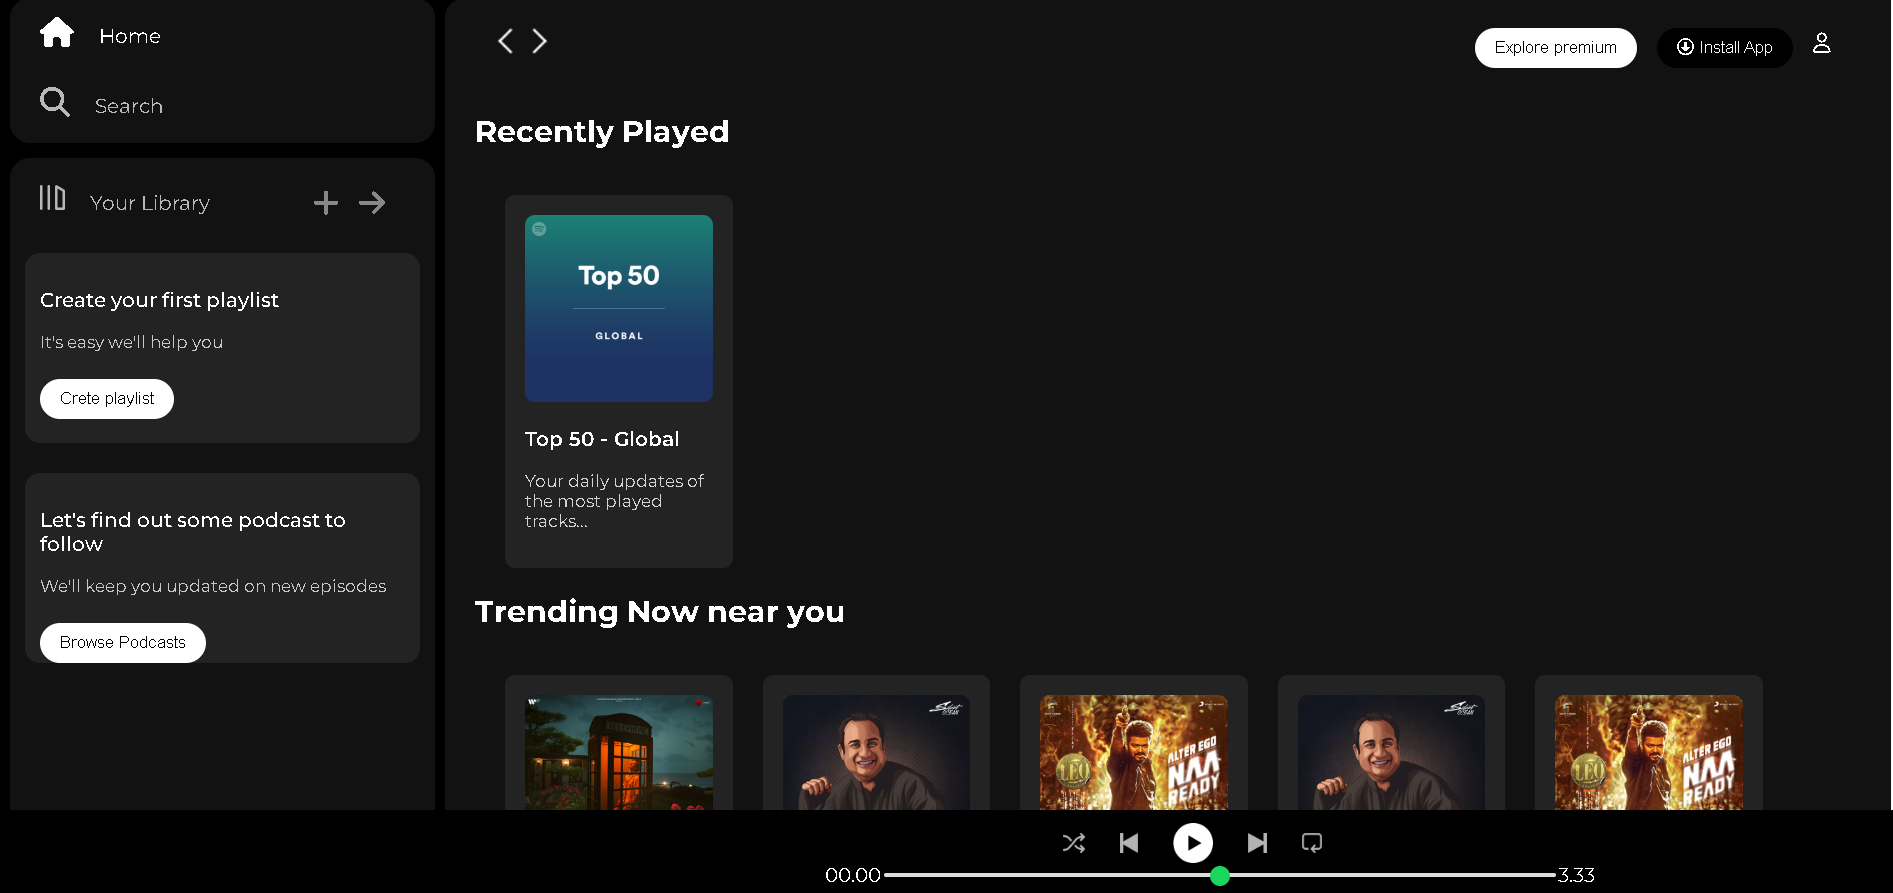 Home
Search
Your Library
Create your first playlist
It's easy we'll help you
Crete playlist
Let's find out some podcast to
follow
We'll keep you updated on new episodes
Browse Podcasts
Explore premium
Install App
Recently Played
Top 50
GLOBAL
Top 50 - Global
Your daily updates of
the most played
tracks...
Trending Now near you
TELEPHONE
LEO
ALTER EGO
NAA
READY
LEO
ALTER EGO
NAA
READY
00.00
3.33